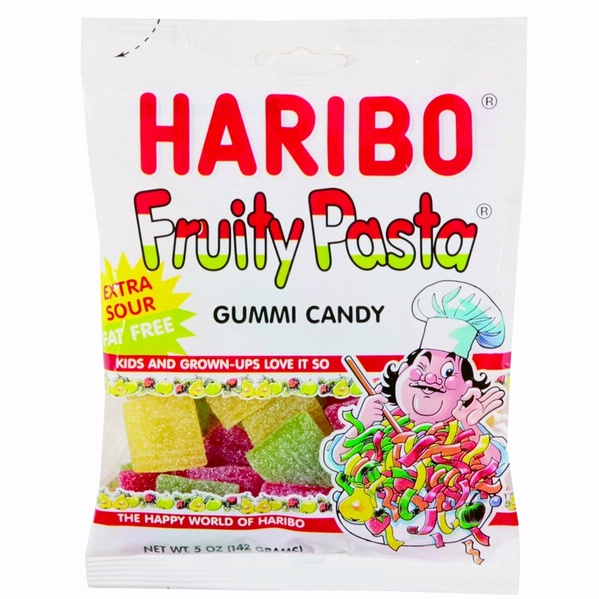 HARIBO®
Fruity Pasta®
EXTRA
SOUR
FAT FREE
GUMMI CANDY
KIDS AND GROWN-UPS LOVE IT SO
THE HAPPY WORLD OF HARIBO
NET WT. 5 OZ (142 GRAMS)